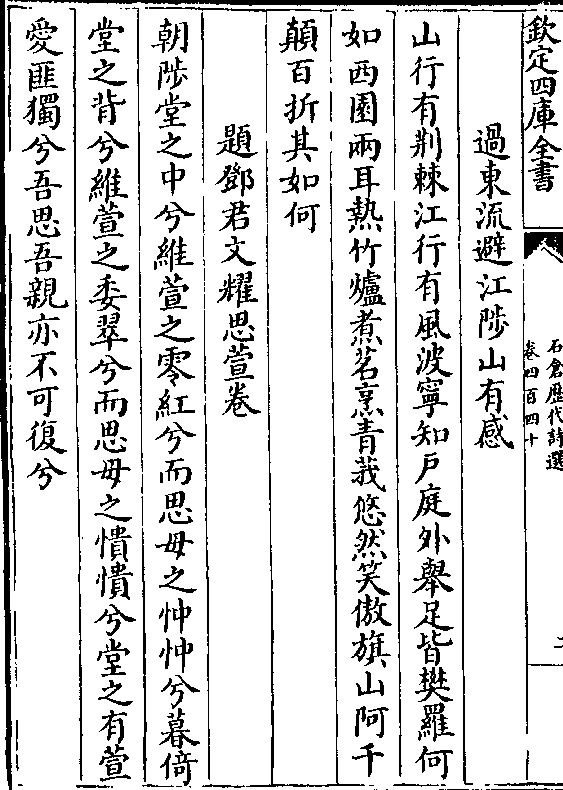 欽定四庫全書
石倉歷代詩選
卷四百四十
過東流避江陟山有感
山行有荆棘江行有風波寧知戶庭外舉足皆樊羅何
如西園兩耳熱竹爐煮茗烹青莪悠然笑傲旗山阿千
顛百折其如何
題鄧君文耀思萱卷
朝陟堂之中兮維萱之零紅兮而思母之忡忡兮暮倚
堂之背兮維萱之委翠兮而思母之憒憒兮堂之有萱
愛匪獨兮吾思吾親亦不可復兮